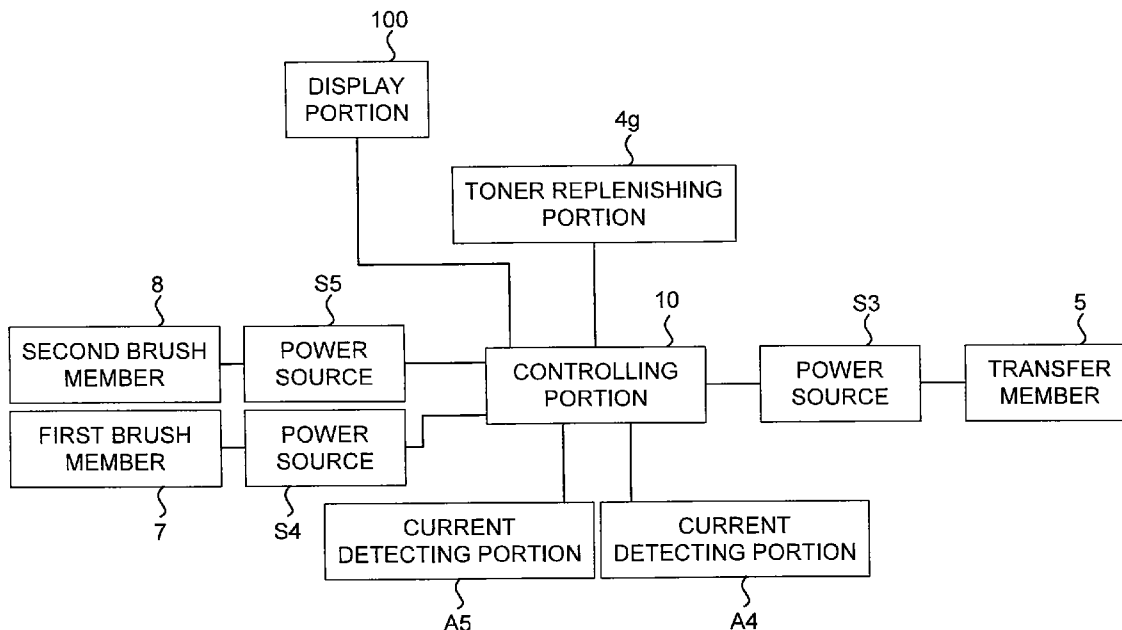 100
DISPLAY
PORTION
4g
TONER REPLENISHING
PORTION
8
S5
10
S3
5
SECOND BRUSH
MEMBER
POWER
SOURCE
CONTROLLING
PORTION
POWER
SOURCE
TRANSFER
MEMBER
FIRST BRUSH
MEMBER
POWER
SOURCE
7
S4
CURRENT
DETECTING PORTION
CURRENT
DETECTING PORTION
A5
A4